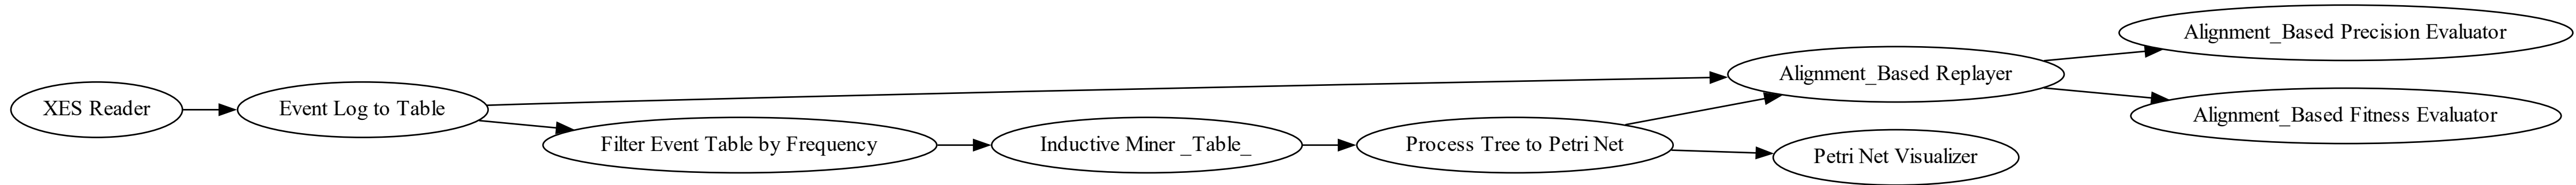 XES Reader
Event Log to Table
Filter Event Table by Frequency
Inductive Miner _Table_
Process Tree to Petri Net
Alignment_Based Replayer
Petri Net Visualizer
Alignment_Based Precision Evaluator
Alignment_Based Fitness Evaluator